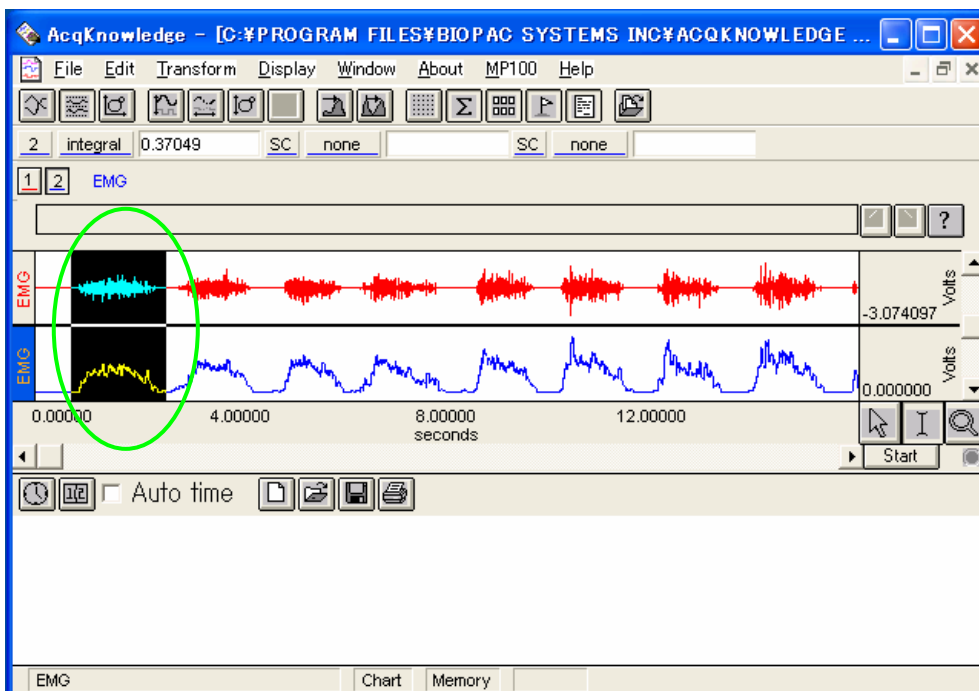 AcqKnowledge - [C:¥PROGRAM FILES¥BIOPAC SYSTEMS INC¥ACQKNOWLEDGE ...
File Edit Transform Display Window About MP100 Help
2 integral 0.37049 SC none SC none
1 2 EMG
?
EMG
-3.074097 Volts
EMG
0.000000 Volts
0.00000 4.00000 8.00000 12.00000
seconds
Start
Auto time
EMG Chart Memory